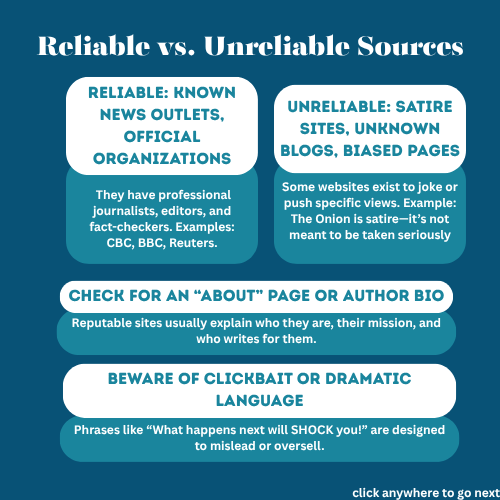 Reliable vs. Unreliable Sources
RELIABLE: KNOWN
NEWS OUTLETS,
OFFICIAL
ORGANIZATIONS
They have professional
journalists, editors, and
fact-checkers. Examples:
CBC, BBC, Reuters.
UNRELIABLE: SATIRE
SITES, UNKNOWN
BLOGS, BIASED PAGES
Some websites exist to joke or
push specific views. Example:
The Onion is satire—it's not
meant to be taken seriously
CHECK FOR AN “ABOUT” PAGE OR AUTHOR BIO
Reputable sites usually explain who they are, their mission, and
who writes for them.
BEWARE OF CLICKBAIT OR DRAMATIC
LANGUAGE
Phrases like “What happens next will SHOCK you!” are designed
to mislead or oversell.
click anywhere to go next